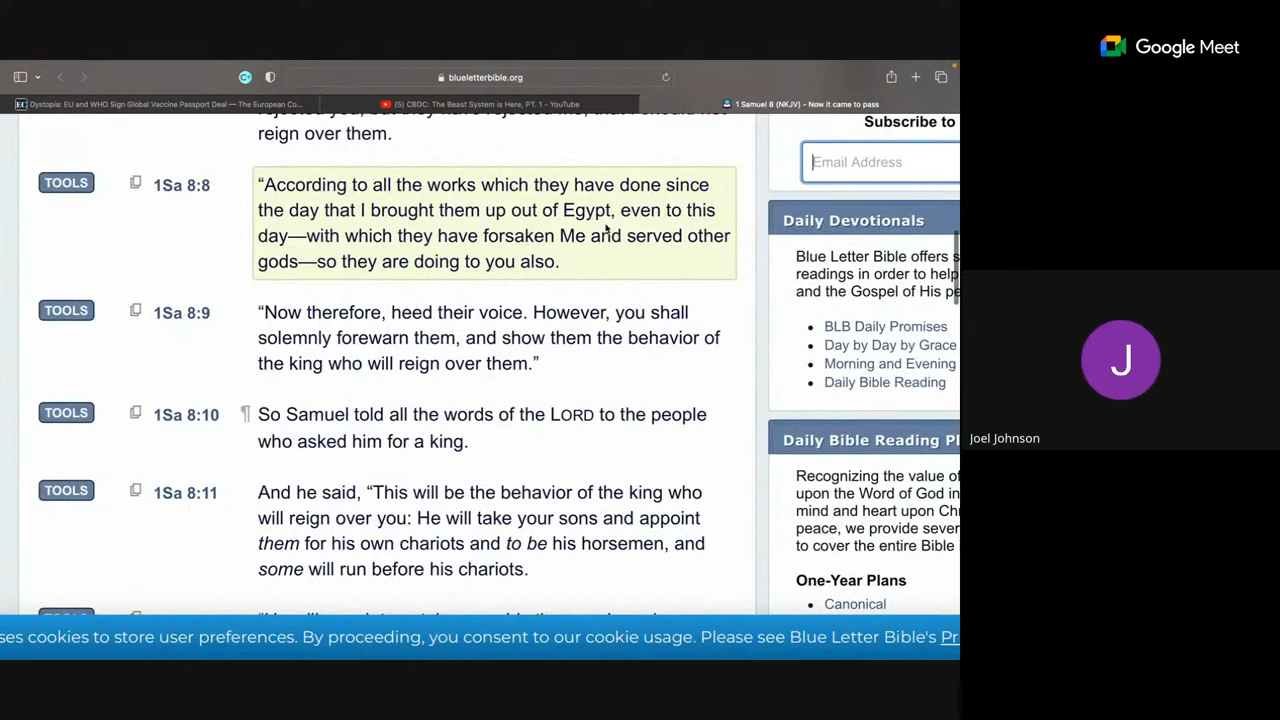 Google Meet
blueletterbible.org
Dystopia: EU and WHO Sign Global Vaccine Passport Deal — The European Co...
(5) CBDC: The Beast System is Here, PT. 1 - YouTube
1 Samuel 8 (NKJV) - Now it came to pass
reign over them.
TOOLS
1Sa 8:8
“According to all the works which they have done since
the day that I brought them up out of Egypt, even to this
day—with which they have forsaken Me and served other
gods—so they are doing to you also.
TOOLS
1Sa 8:9
“Now therefore, heed their voice. However, you shall
solemnly forewarn them, and show them the behavior of
the king who will reign over them.”
TOOLS
1Sa 8:10
¶ So Samuel told all the words of the LORD to the people
who asked him for a king.
TOOLS
1Sa 8:11
And he said, “This will be the behavior of the king who
will reign over you: He will take your sons and appoint
them for his own chariots and to be his horsemen, and
some will run before his chariots.
Subscribe to
Email Address
Daily Devotionals
Blue Letter Bible offers s
readings in order to help
and the Gospel of His pe
BLB Daily Promises
Day by Day by Grace
Morning and Evening
Daily Bible Reading
Daily Bible Reading Pl
Recognizing the value of
upon the Word of God in
mind and heart upon Chr
peace, we provide sever
to cover the entire Bible
One-Year Plans
Canonical
ses cookies to store user preferences. By proceeding, you consent to our cookie usage. Please see Blue Letter Bible's Pr
J
Joel Johnson